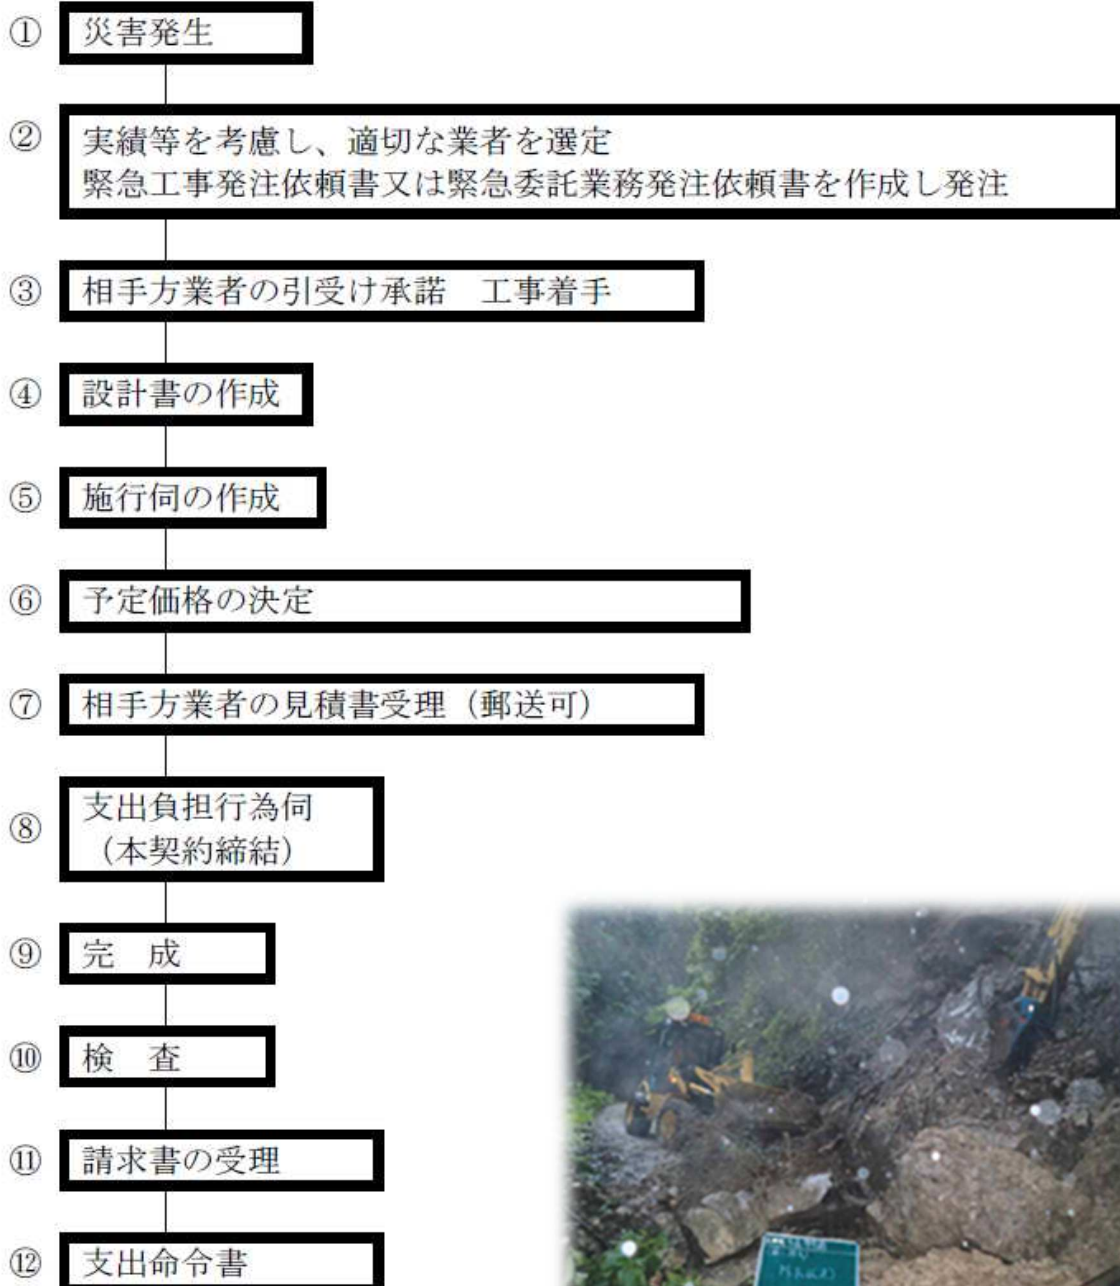 ① 災害発生
② 実績等を考慮し、適切な業者を選定
緊急工事発注依頼書又は緊急委託業務発注依頼書を作成し発注
③ 相手方業者の引受け承諾　工事着手
④ 設計書の作成
⑤ 施行伺の作成
⑥ 予定価格の決定
⑦ 相手方業者の見積書受理（郵送可）
⑧ 支出負担行為伺
（本契約締結）
⑨ 完　成
⑩ 検　査
⑪ 請求書の受理
⑫ 支出命令書